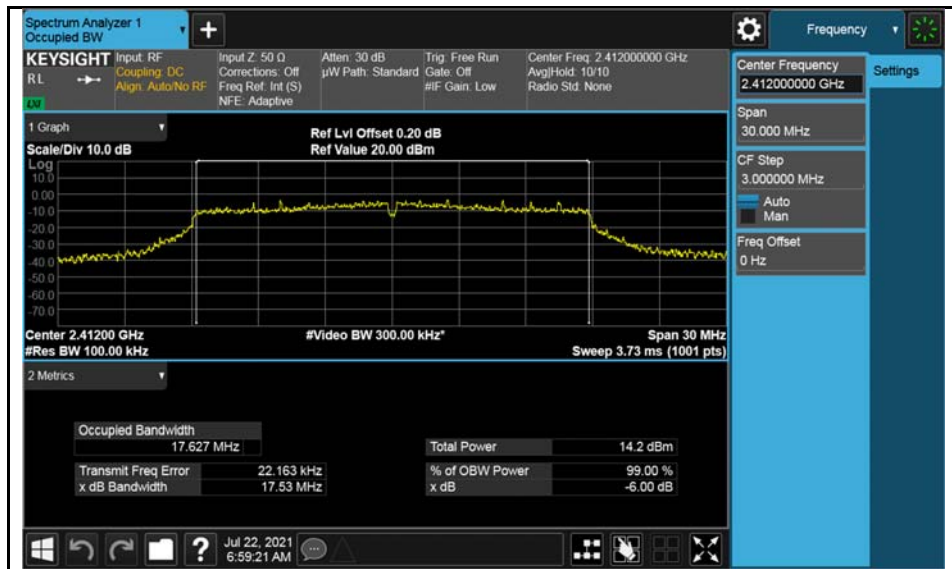 Spectrum Analyzer 1
Occupied BW
+
Frequency
KEYSIGHT
RL
LXI
Input: RF
Coupling: DC
Align: Auto/No RF
Input Z: 50 Ω
Corrections: Off
Freq Ref: Int (S)
NFE: Adaptive
Atten: 30 dB
µW Path: Standard
Trig: Free Run
Gate: Off
#IF Gain: Low
Center Freq: 2.412000000 GHz
Avg|Hold: 10/10
Radio Std: None
Center Frequency
2.412000000 GHz
Settings
Span
30.000 MHz
CF Step
3.000000 MHz
Auto
Man
Freq Offset
0 Hz
1 Graph
Scale/Div 10.0 dB
Ref Lvl Offset 0.20 dB
Ref Value 20.00 dBm
Log
10.0
0.00
-10.0
-20.0
-30.0
-40.0
-50.0
-60.0
-70.0
Center 2.41200 GHz
#Res BW 100.00 kHz
#Video BW 300.00 kHz*
Span 30 MHz
Sweep 3.73 ms (1001 pts)
2 Metrics
Occupied Bandwidth
17.627 MHz
Total Power 14.2 dBm
Transmit Freq Error 22.163 kHz
% of OBW Power 99.00 %
x dB Bandwidth 17.53 MHz
x dB -6.00 dB
?
Jul 22, 2021
6:59:21 AM